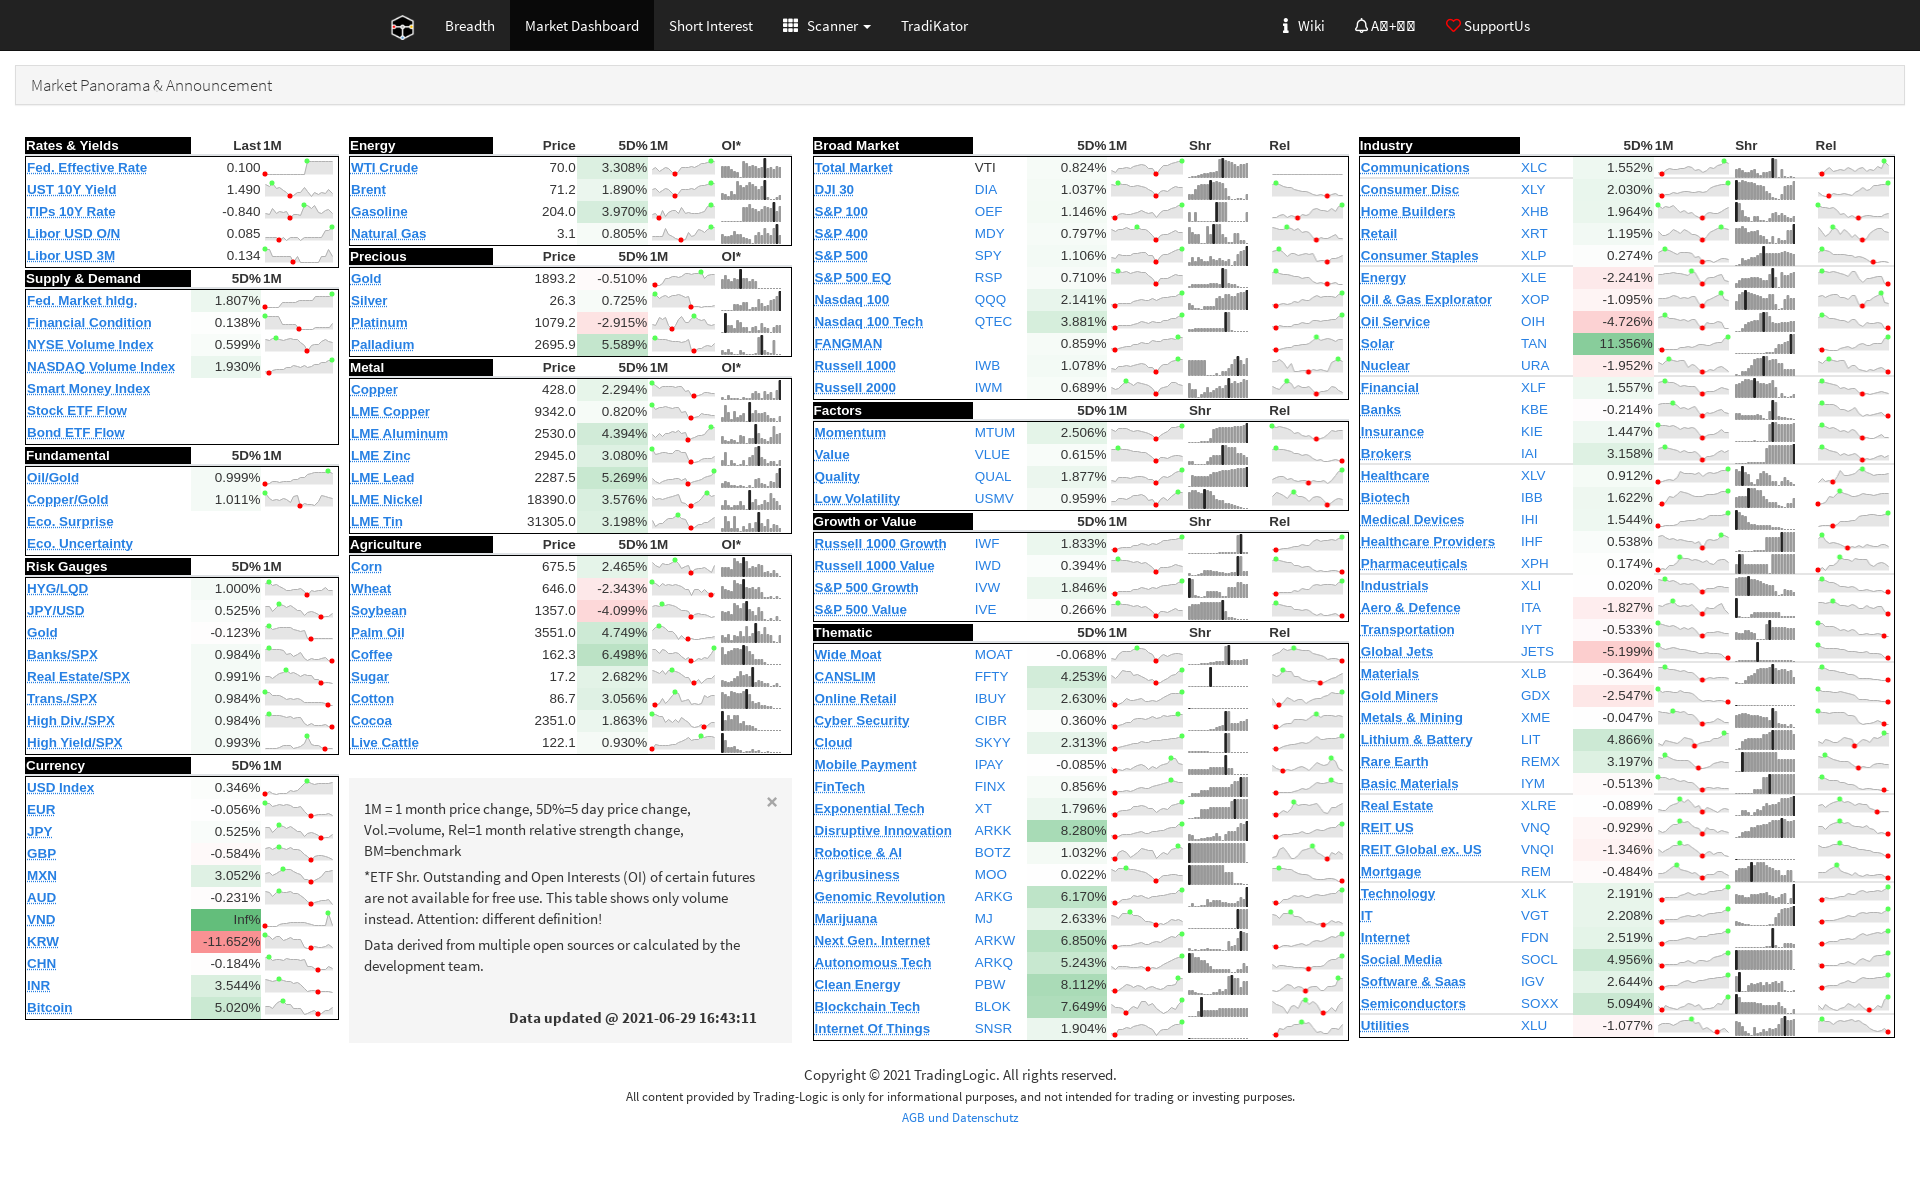 Breadth Market Dashboard Short Interest Scanner TradiKator Wiki SupportUs
Market Panorama & Announcement
Rates & Yields Last 1M
Fed. Effective Rate 0.100
UST 10Y Yield 1.490
TIPs 10Y Rate -0.840
Libor USD O/N 0.085
Libor USD 3M 0.134
Supply & Demand 5D% 1M
Fed. Market hldg. 1.807%
Financial Condition 0.138%
NYSE Volume Index 0.599%
NASDAQ Volume Index 1.930%
Smart Money Index
Stock ETF Flow
Bond ETF Flow
Fundamental 5D% 1M
Oil/Gold 0.999%
Copper/Gold 1.011%
Eco. Surprise
Eco. Uncertainty
Risk Gauges 5D% 1M
HYG/LQD 1.000%
JPY/USD 0.525%
Gold -0.123%
Banks/SPX 0.984%
Real Estate/SPX 0.991%
Trans./SPX 0.984%
High Div./SPX 0.984%
High Yield/SPX 0.993%
Currency 5D% 1M
USD Index 0.346%
EUR -0.056%
JPY 0.525%
GBP -0.584%
MXN 3.052%
AUD -0.231%
VND Inf%
KRW -11.652%
CHN -0.184%
INR 3.544%
Bitcoin 5.020%
Energy Price 5D% 1M OI*
WTI Crude 70.0 3.308%
Brent 71.2 1.890%
Gasoline 204.0 3.970%
Natural Gas 3.1 0.805%
Precious Price 5D% 1M OI*
Gold 1893.2 -0.510%
Silver 26.3 0.725%
Platinum 1079.2 -2.915%
Palladium 2695.9 5.589%
Metal Price 5D% 1M OI*
Copper 428.0 2.294%
LME Copper 9342.0 0.820%
LME Aluminum 2530.0 4.394%
LME Zinc 2945.0 3.080%
LME Lead 2287.5 5.269%
LME Nickel 18390.0 3.576%
LME Tin 31305.0 3.198%
Agriculture Price 5D% 1M OI*
Corn 675.5 2.465%
Wheat 646.0 -2.343%
Soybean 1357.0 -4.099%
Palm Oil 3551.0 4.749%
Coffee 162.3 6.498%
Sugar 17.2 2.682%
Cotton 86.7 3.056%
Cocoa 2351.0 1.863%
Live Cattle 122.1 0.930%
×
1M = 1 month price change, 5D%=5 day price change,
Vol.=volume, Rel=1 month relative strength change,
BM=benchmark
*ETF Shr. Outstanding and Open Interests (OI) of certain futures
are not available for free use. This table shows only volume
instead. Attention: different definition!
Data derived from multiple open sources or calculated by the
development team.
Data updated @ 2021-06-29 16:43:11
Broad Market 5D% 1M Shr Rel
Total Market VTI 0.824%
DJI 30 DIA 1.037%
S&P 100 OEF 1.146%
S&P 400 MDY 0.797%
S&P 500 SPY 1.106%
S&P 500 EQ RSP 0.710%
Nasdaq 100 QQQ 2.141%
Nasdaq 100 Tech QTEC 3.881%
FANGMAN 0.859%
Russell 1000 IWB 1.078%
Russell 2000 IWM 0.689%
Factors 5D% 1M Shr Rel
Momentum MTUM 2.506%
Value VLUE 0.615%
Quality QUAL 1.877%
Low Volatility USMV 0.959%
Growth or Value 5D% 1M Shr Rel
Russell 1000 Growth IWF 1.833%
Russell 1000 Value IWD 0.394%
S&P 500 Growth IVW 1.846%
S&P 500 Value IVE 0.266%
Thematic 5D% 1M Shr Rel
Wide Moat MOAT -0.068%
CANSLIM FFTY 4.253%
Online Retail IBUY 2.630%
Cyber Security CIBR 0.360%
Cloud SKYY 2.313%
Mobile Payment IPAY -0.085%
FinTech FINX 0.856%
Exponential Tech XT 1.796%
Disruptive Innovation ARKK 8.280%
Robotice & AI BOTZ 1.032%
Agribusiness MOO 0.022%
Genomic Revolution ARKG 6.170%
Marijuana MJ 2.633%
Next Gen. Internet ARKW 6.850%
Autonomous Tech ARKQ 5.243%
Clean Energy PBW 8.112%
Blockchain Tech BLOK 7.649%
Internet Of Things SNSR 1.904%
Industry 5D% 1M Shr Rel
Communications XLC 1.552%
Consumer Disc XLY 2.030%
Home Builders XHB 1.964%
Retail XRT 1.195%
Consumer Staples XLP 0.274%
Energy XLE -2.241%
Oil & Gas Explorator XOP -1.095%
Oil Service OIH -4.726%
Solar TAN 11.356%
Nuclear URA -1.952%
Financial XLF 1.557%
Banks KBE -0.214%
Insurance KIE 1.447%
Brokers IAI 3.158%
Healthcare XLV 0.912%
Biotech IBB 1.622%
Medical Devices IHI 1.544%
Healthcare Providers IHF 0.538%
Pharmaceuticals XPH 0.174%
Industrials XLI 0.020%
Aero & Defence ITA -1.827%
Transportation IYT -0.533%
Global Jets JETS -5.199%
Materials XLB -0.364%
Gold Miners GDX -2.547%
Metals & Mining XME -0.047%
Lithium & Battery LIT 4.866%
Rare Earth REMX 3.197%
Basic Materials IYM -0.513%
Real Estate XLRE -0.089%
REIT US VNQ -0.929%
REIT Global ex. US VNQI -1.346%
Mortgage REM -0.484%
Technology XLK 2.191%
IT VGT 2.208%
Internet FDN 2.519%
Social Media SOCL 4.956%
Software & Saas IGV 2.644%
Semiconductors SOXX 5.094%
Utilities XLU -1.077%
Copyright © 2021 TradingLogic. All rights reserved.
All content provided by Trading-Logic is only for informational purposes, and not intended for trading or investing purposes.
AGB und Datenschutz